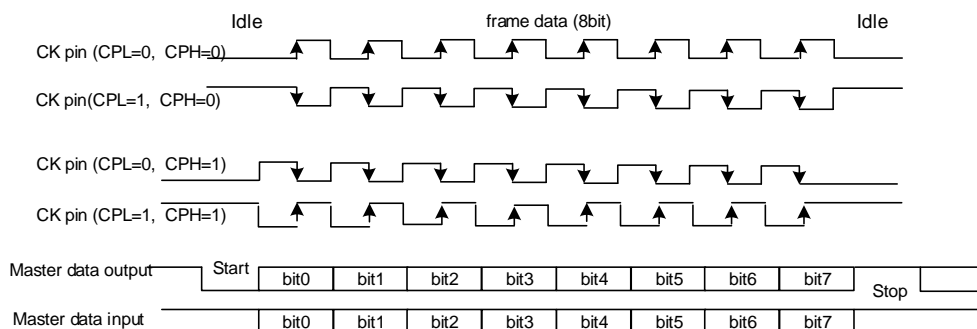 Idle frame data (8bit) Idle
CK pin (CPL=0, CPH=0)
CK pin(CPL=1, CPH=0)
CK pin (CPL=0, CPH=1)
CK pin (CPL=1, CPH=1)
Master data output Start bit0 bit1 bit2 bit3 bit4 bit5 bit6 bit7 Stop
Master data input bit0 bit1 bit2 bit3 bit4 bit5 bit6 bit7